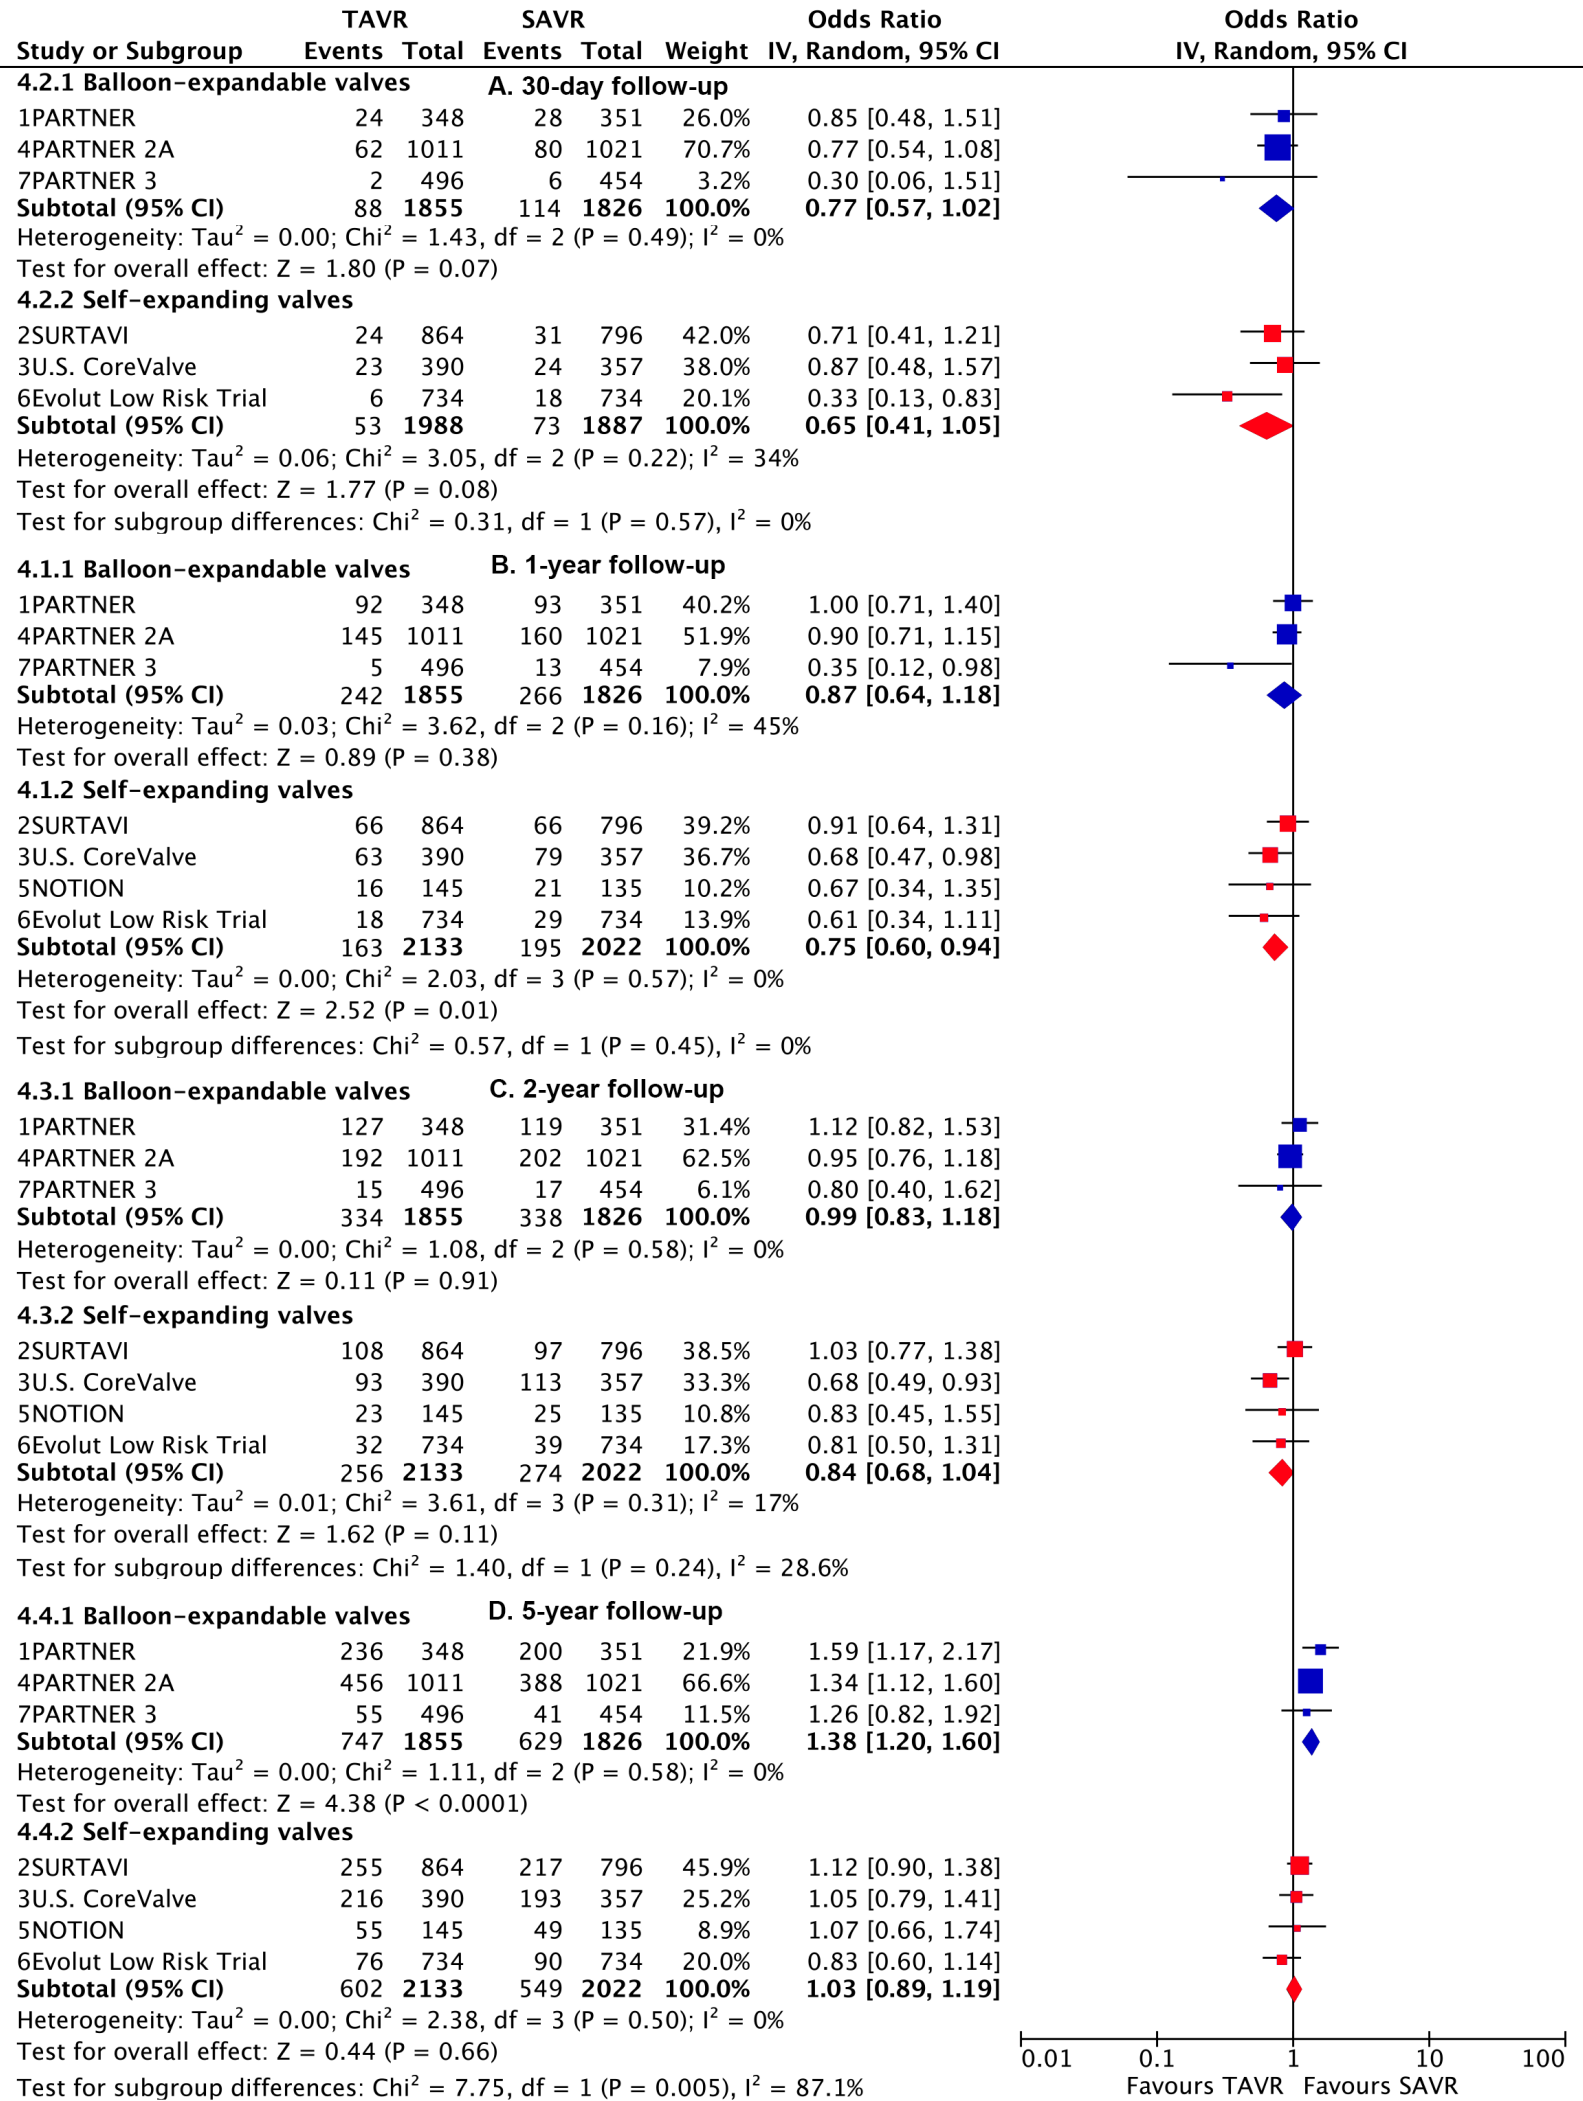 TAVR SAVR Odds Ratio Odds Ratio
Study or Subgroup Events Total Events Total Weight IV, Random, 95% CI IV, Random, 95% CI
4.2.1 Balloon-expandable valves A. 30-day follow-up
1PARTNER 24 348 28 351 26.0% 0.85 [0.48, 1.51]
4PARTNER 2A 62 1011 80 1021 70.7% 0.77 [0.54, 1.08]
7PARTNER 3 2 496 6 454 3.2% 0.30 [0.06, 1.51]
Subtotal (95% CI) 88 1855 114 1826 100.0% 0.77 [0.57, 1.02]
Heterogeneity: Tau² = 0.00; Chi² = 1.43, df = 2 (P = 0.49); I² = 0%
Test for overall effect: Z = 1.80 (P = 0.07)
4.2.2 Self-expanding valves
2SURTAVI 24 864 31 796 42.0% 0.71 [0.41, 1.21]
3U.S. CoreValve 23 390 24 357 38.0% 0.87 [0.48, 1.57]
6Evolut Low Risk Trial 6 734 18 734 20.1% 0.33 [0.13, 0.83]
Subtotal (95% CI) 53 1988 73 1887 100.0% 0.65 [0.41, 1.05]
Heterogeneity: Tau² = 0.06; Chi² = 3.05, df = 2 (P = 0.22); I² = 34%
Test for overall effect: Z = 1.77 (P = 0.08)
Test for subgroup differences: Chi² = 0.31, df = 1 (P = 0.57), I² = 0%
4.1.1 Balloon-expandable valves B. 1-year follow-up
1PARTNER 92 348 93 351 40.2% 1.00 [0.71, 1.40]
4PARTNER 2A 145 1011 160 1021 51.9% 0.90 [0.71, 1.15]
7PARTNER 3 5 496 13 454 7.9% 0.35 [0.12, 0.98]
Subtotal (95% CI) 242 1855 266 1826 100.0% 0.87 [0.64, 1.18]
Heterogeneity: Tau² = 0.03; Chi² = 3.62, df = 2 (P = 0.16); I² = 45%
Test for overall effect: Z = 0.89 (P = 0.38)
4.1.2 Self-expanding valves
2SURTAVI 66 864 66 796 39.2% 0.91 [0.64, 1.31]
3U.S. CoreValve 63 390 79 357 36.7% 0.68 [0.47, 0.98]
5NOTION 16 145 21 135 10.2% 0.67 [0.34, 1.35]
6Evolut Low Risk Trial 18 734 29 734 13.9% 0.61 [0.34, 1.11]
Subtotal (95% CI) 163 2133 195 2022 100.0% 0.75 [0.60, 0.94]
Heterogeneity: Tau² = 0.00; Chi² = 2.03, df = 3 (P = 0.57); I² = 0%
Test for overall effect: Z = 2.52 (P = 0.01)
Test for subgroup differences: Chi² = 0.57, df = 1 (P = 0.45), I² = 0%
4.3.1 Balloon-expandable valves C. 2-year follow-up
1PARTNER 127 348 119 351 31.4% 1.12 [0.82, 1.53]
4PARTNER 2A 192 1011 202 1021 62.5% 0.95 [0.76, 1.18]
7PARTNER 3 15 496 17 454 6.1% 0.80 [0.40, 1.62]
Subtotal (95% CI) 334 1855 338 1826 100.0% 0.99 [0.83, 1.18]
Heterogeneity: Tau² = 0.00; Chi² = 1.08, df = 2 (P = 0.58); I² = 0%
Test for overall effect: Z = 0.11 (P = 0.91)
4.3.2 Self-expanding valves
2SURTAVI 108 864 97 796 38.5% 1.03 [0.77, 1.38]
3U.S. CoreValve 93 390 113 357 33.3% 0.68 [0.49, 0.93]
5NOTION 23 145 25 135 10.8% 0.83 [0.45, 1.55]
6Evolut Low Risk Trial 32 734 39 734 17.3% 0.81 [0.50, 1.31]
Subtotal (95% CI) 256 2133 274 2022 100.0% 0.84 [0.68, 1.04]
Heterogeneity: Tau² = 0.01; Chi² = 3.61, df = 3 (P = 0.31); I² = 17%
Test for overall effect: Z = 1.62 (P = 0.11)
Test for subgroup differences: Chi² = 1.40, df = 1 (P = 0.24), I² = 28.6%
4.4.1 Balloon-expandable valves D. 5-year follow-up
1PARTNER 236 348 200 351 21.9% 1.59 [1.17, 2.17]
4PARTNER 2A 456 1011 388 1021 66.6% 1.34 [1.12, 1.60]
7PARTNER 3 55 496 41 454 11.5% 1.26 [0.82, 1.92]
Subtotal (95% CI) 747 1855 629 1826 100.0% 1.38 [1.20, 1.60]
Heterogeneity: Tau² = 0.00; Chi² = 1.11, df = 2 (P = 0.58); I² = 0%
Test for overall effect: Z = 4.38 (P < 0.0001)
4.4.2 Self-expanding valves
2SURTAVI 255 864 217 796 45.9% 1.12 [0.90, 1.38]
3U.S. CoreValve 216 390 193 357 25.2% 1.05 [0.79, 1.41]
5NOTION 55 145 49 135 8.9% 1.07 [0.66, 1.74]
6Evolut Low Risk Trial 76 734 90 734 20.0% 0.83 [0.60, 1.14]
Subtotal (95% CI) 602 2133 549 2022 100.0% 1.03 [0.89, 1.19]
Heterogeneity: Tau² = 0.00; Chi² = 2.38, df = 3 (P = 0.50); I² = 0%
Test for overall effect: Z = 0.44 (P = 0.66)
Test for subgroup differences: Chi² = 7.75, df = 1 (P = 0.005), I² = 87.1%
0.01 0.1 1 10 100
Favours TAVR Favours SAVR